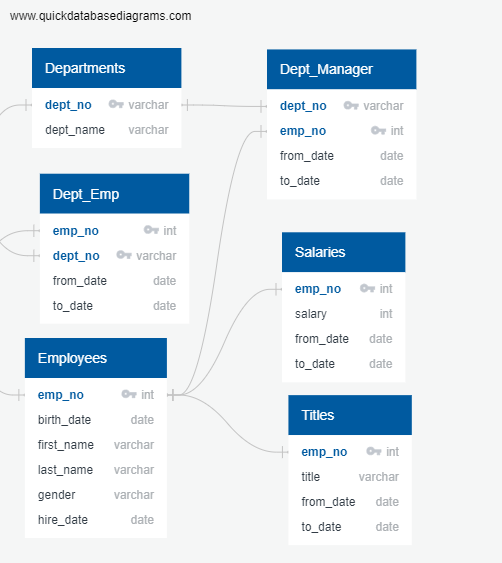 www.quickdatabasediagrams.com
Departments
dept_no varchar
dept_name varchar
Dept_Emp
emp_no int
dept_no varchar
from_date date
to_date date
Employees
emp_no int
birth_date date
first_name varchar
last_name varchar
gender varchar
hire_date date
Dept_Manager
dept_no varchar
emp_no int
from_date date
to_date date
Salaries
emp_no int
salary int
from_date date
to_date date
Titles
emp_no int
title varchar
from_date date
to_date date